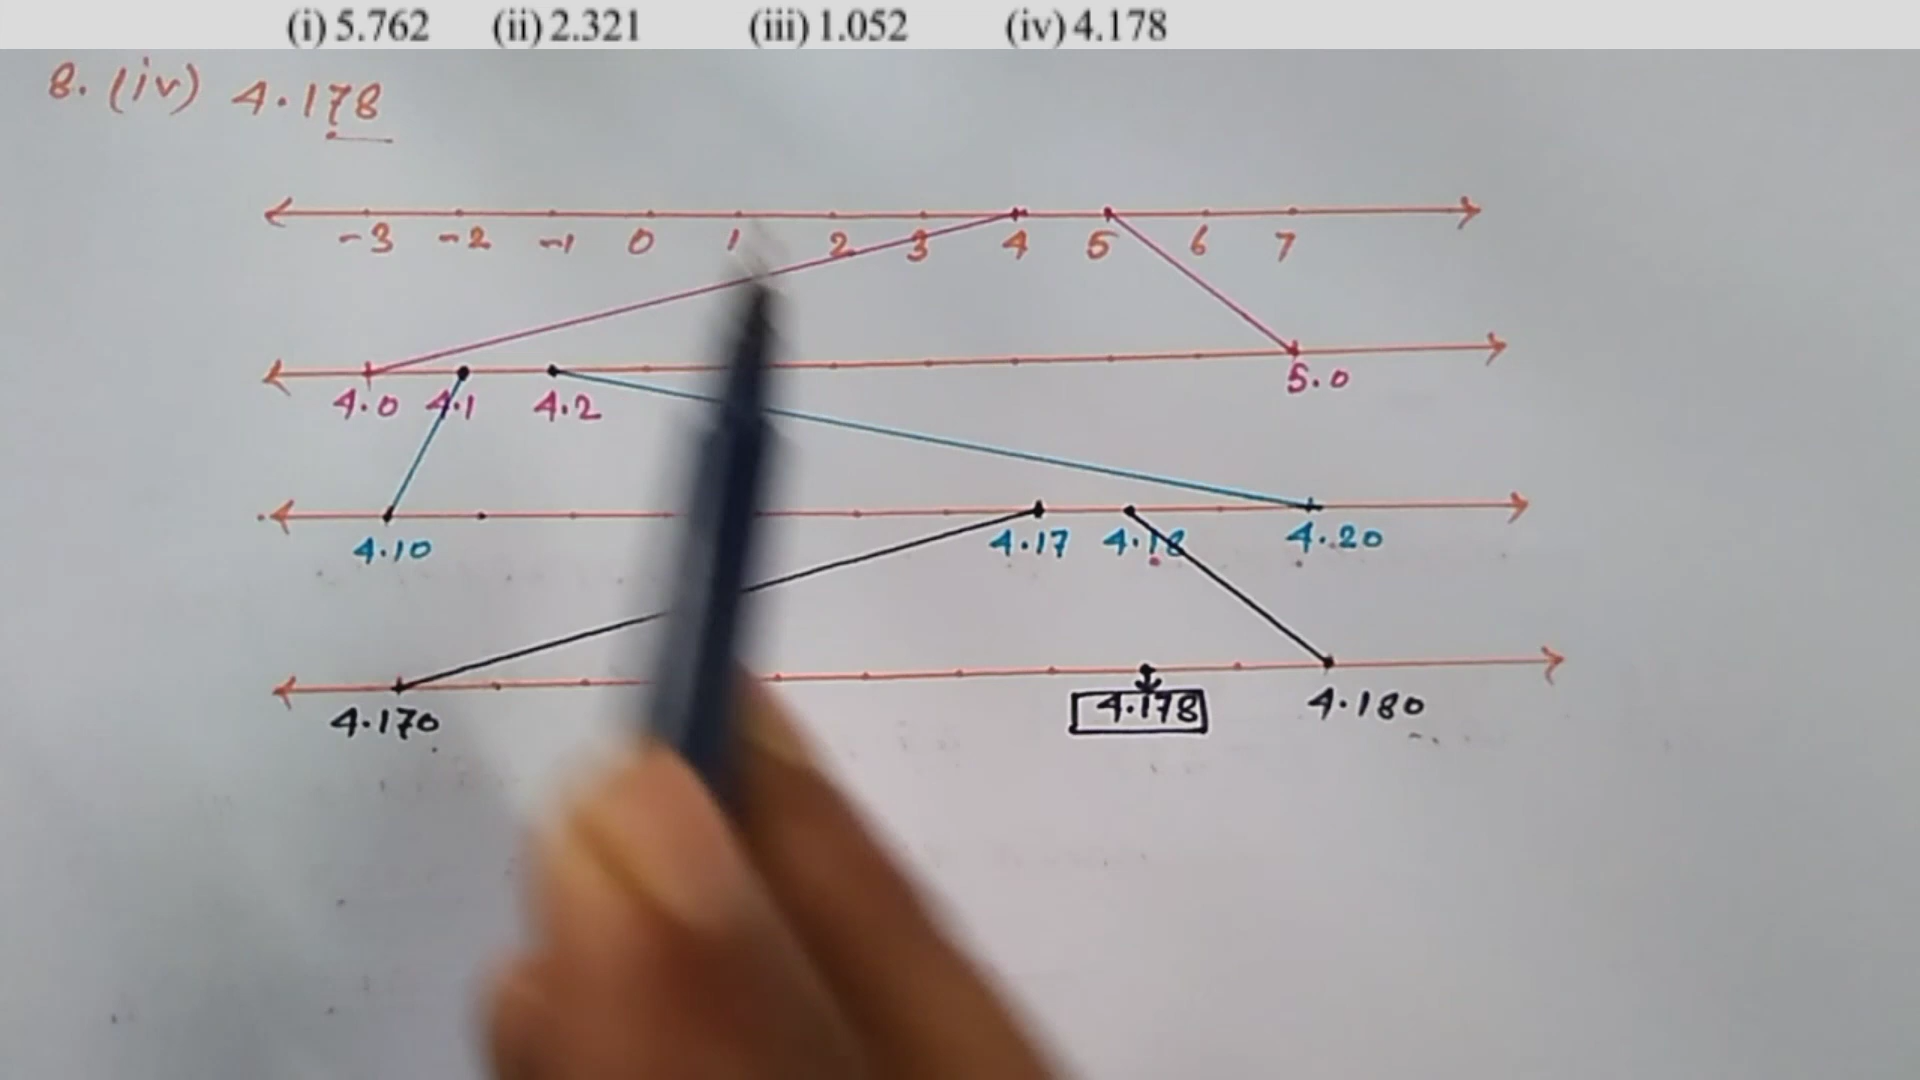 (i) 5.762 (ii) 2.321 (iii) 1.052 (iv) 4.178
8. (iv) 4.178
-3 -2 -1 0 1 2 3 4 5 6 7
4.0 4.1 4.2 5.0
4.10 4.17 4.18 4.20
4.170 4.178 4.180